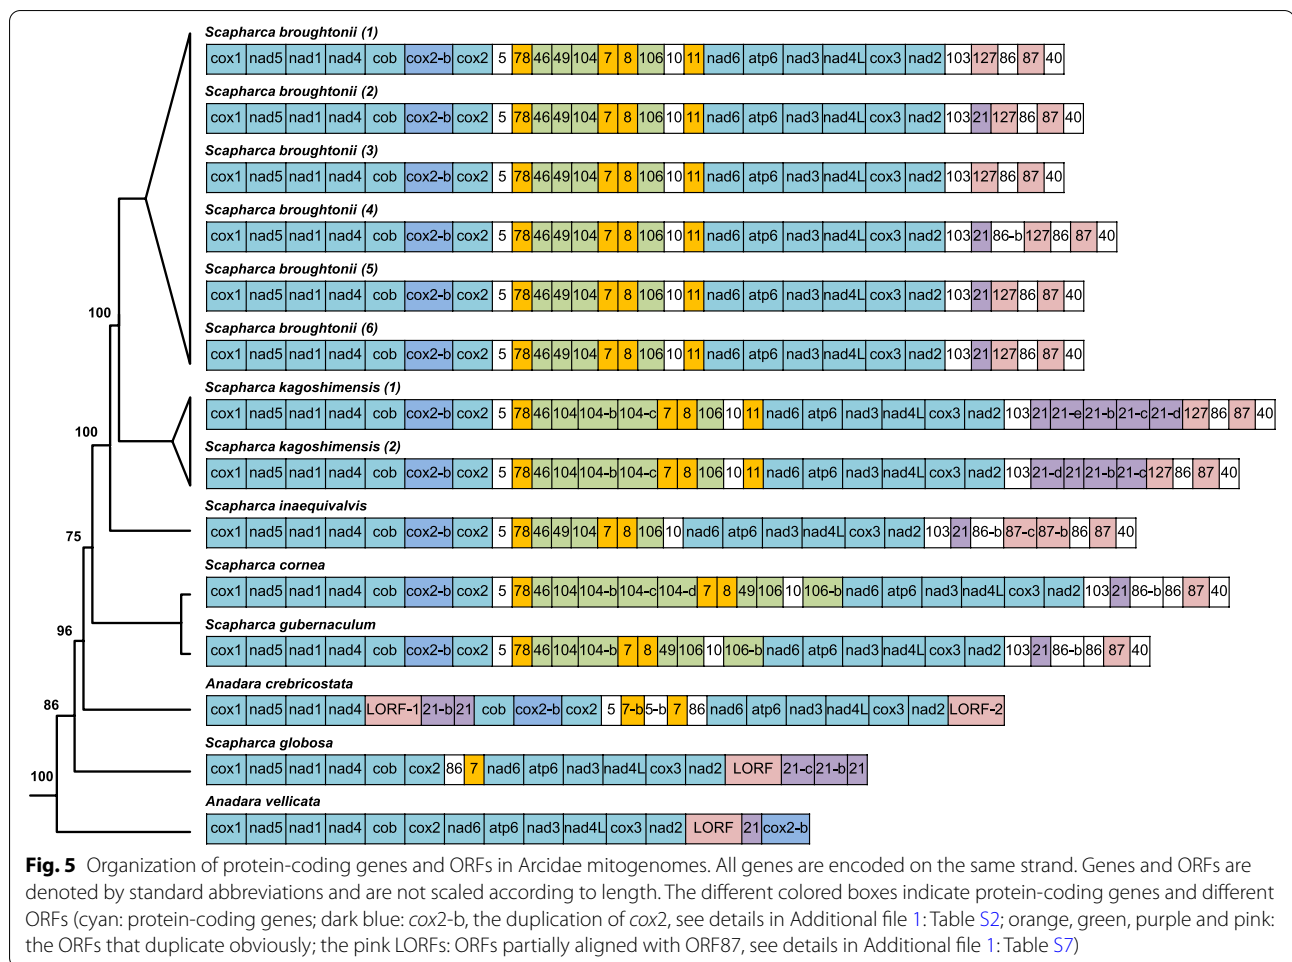 Scapharca broughtonii (1)
cox1 nad5 nad1 nad4 cob cox2-b cox2 5 78 46 49 104 7 8 106 10 11 nad6 atp6 nad3 nad4L cox3 nad2 103 127 86 87 40
Scapharca broughtonii (2)
cox1 nad5 nad1 nad4 cob cox2-b cox2 5 78 46 49 104 7 8 106 10 11 nad6 atp6 nad3 nad4L cox3 nad2 103 21 127 86 87 40
Scapharca broughtonii (3)
cox1 nad5 nad1 nad4 cob cox2-b cox2 5 78 46 49 104 7 8 106 10 11 nad6 atp6 nad3 nad4L cox3 nad2 103 127 86 87 40
Scapharca broughtonii (4)
cox1 nad5 nad1 nad4 cob cox2-b cox2 5 78 46 49 104 7 8 106 10 11 nad6 atp6 nad3 nad4L cox3 nad2 103 21 86-b 127 86 87 40
Scapharca broughtonii (5)
cox1 nad5 nad1 nad4 cob cox2-b cox2 5 78 46 49 104 7 8 106 10 11 nad6 atp6 nad3 nad4L cox3 nad2 103 21 127 86 87 40
100
Scapharca broughtonii (6)
cox1 nad5 nad1 nad4 cob cox2-b cox2 5 78 46 49 104 7 8 106 10 11 nad6 atp6 nad3 nad4L cox3 nad2 103 21 127 86 87 40
Scapharca kagoshimensis (1)
cox1 nad5 nad1 nad4 cob cox2-b cox2 5 78 46 104 104-b 104-c 7 8 106 10 11 nad6 atp6 nad3 nad4L cox3 nad2 103 21 21-e 21-b 21-c 21-d 127 86 87 40
100
Scapharca kagoshimensis (2)
cox1 nad5 nad1 nad4 cob cox2-b cox2 5 78 46 104 104-b 104-c 7 8 106 10 11 nad6 atp6 nad3 nad4L cox3 nad2 103 21-d 21 21-b 21-c 127 86 87 40
Scapharca inaequivalvis
cox1 nad5 nad1 nad4 cob cox2-b cox2 5 78 46 49 104 7 8 106 10 nad6 atp6 nad3 nad4L cox3 nad2 103 21 86-b 87-c 87-b 86 87 40
75
Scapharca cornea
cox1 nad5 nad1 nad4 cob cox2-b cox2 5 78 46 104 104-b 104-c 104-d 7 8 49 106 10 106-b nad6 atp6 nad3 nad4L cox3 nad2 103 21 86-b 86 87 40
Scapharca gubernaculum
96
cox1 nad5 nad1 nad4 cob cox2-b cox2 5 78 46 104 104-b 7 8 49 106 10 106-b nad6 atp6 nad3 nad4L cox3 nad2 103 21 86-b 86 87 40
Anadara crebricostata
86
cox1 nad5 nad1 nad4 LORF-1 21-b 21 cob cox2-b cox2 5 7-b 5-b 7 86 nad6 atp6 nad3 nad4L cox3 nad2 LORF-2
Scapharca globosa
cox1 nad5 nad1 nad4 cob cox2 86 7 nad6 atp6 nad3 nad4L cox3 nad2 LORF 21-c 21-b 21
100
Anadara vellicata
cox1 nad5 nad1 nad4 cob cox2 nad6 atp6 nad3 nad4L cox3 nad2 LORF 21 cox2-b
Fig. 5 Organization of protein-coding genes and ORFs in Arcidae mitogenomes. All genes are encoded on the same strand. Genes and ORFs are
denoted by standard abbreviations and are not scaled according to length. The different colored boxes indicate protein-coding genes and different
ORFs (cyan: protein-coding genes; dark blue: cox2-b, the duplication of cox2, see details in Additional file 1: Table S2; orange, green, purple and pink:
the ORFs that duplicate obviously; the pink LORFs: ORFs partially aligned with ORF87, see details in Additional file 1: Table S7)